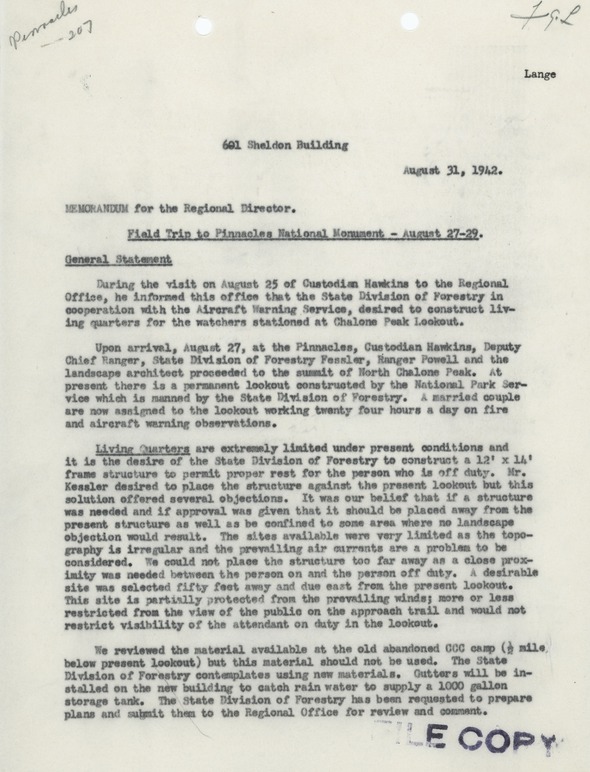 Pinnacles
207
Lange
601 Sheldon Building
August 31, 1942.
MEMORANDUM for the Regional Director.
Field Trip to Pinnacles National Monument - August 27-29.
General Statement
During the visit on August 25 of Custodian Hawkins to the Regional
Office, he informed this office that the State Division of Forestry in
cooperation with the Aircraft Warning Service, desired to construct liv-
ing quarters for the watchers stationed at Chalone Peak Lookout.
Upon arrival, August 27, at the Pinnacles, Custodian Hawkins, Deputy
Chief Ranger, State Division of Forestry Fessler, Ranger Powell and the
landscape architect proceeded to the summit of North Chalone Peak. At
present there is a permanent lookout constructed by the National Park Ser-
vice which is manned by the State Division of Forestry. A married couple
are now assigned to the lookout working twenty four hours a day on fire
and aircraft warning observations.
Living Quarters are extremely limited under present conditions and
it is the desire of the State Division of Forestry to construct a 12' x 14'
frame structure to permit proper rest for the person who is off duty. Mr.
Kessler desired to place the structure against the present lookout but this
solution offered several objections. It was our belief that if a structure
was needed and if approval was given that it should be placed away from the
present structure as well as be confined to some area where no landscape
objection would result. The sites available were very limited as the topo-
graphy is irregular and the prevailing air currents are a problem to be
considered. We could not place the structure too far away as a close prox-
imity was needed between the person on and the person off duty. A desirable
site was selected fifty feet away and due east from the present lookout.
This site is partially protected from the prevailing winds; more or less
restricted from the view of the public on the approach trail and would not
restrict visibility of the attendant on duty in the lookout.
We reviewed the material available at the old abandoned CCC camp (½ mile
below present lookout) but this material should not be used. The State
Division of Forestry contemplates using new materials. Gutters will be in-
stalled on the new building to catch rain water to supply a 1000 gallon
storage tank. The State Division of Forestry has been requested to prepare
plans and submit them to the Regional Office for review and comment.
FILE COPY